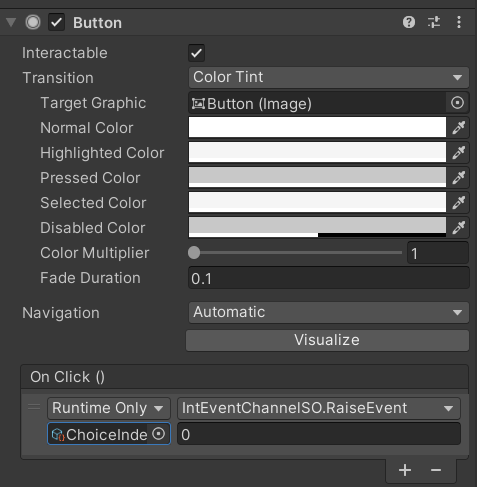 Button
Interactable
Transition Color Tint
Target Graphic Button (Image)
Normal Color
Highlighted Color
Pressed Color
Selected Color
Disabled Color
Color Multiplier 1
Fade Duration 0.1
Navigation Automatic
Visualize
On Click ()
Runtime Only IntEventChannelSO.RaiseEvent
ChoiceInde 0